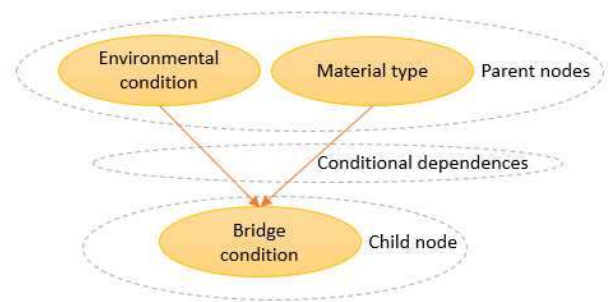 Environmental
condition
Material type
Parent nodes
Conditional dependences
Bridge
condition
Child node